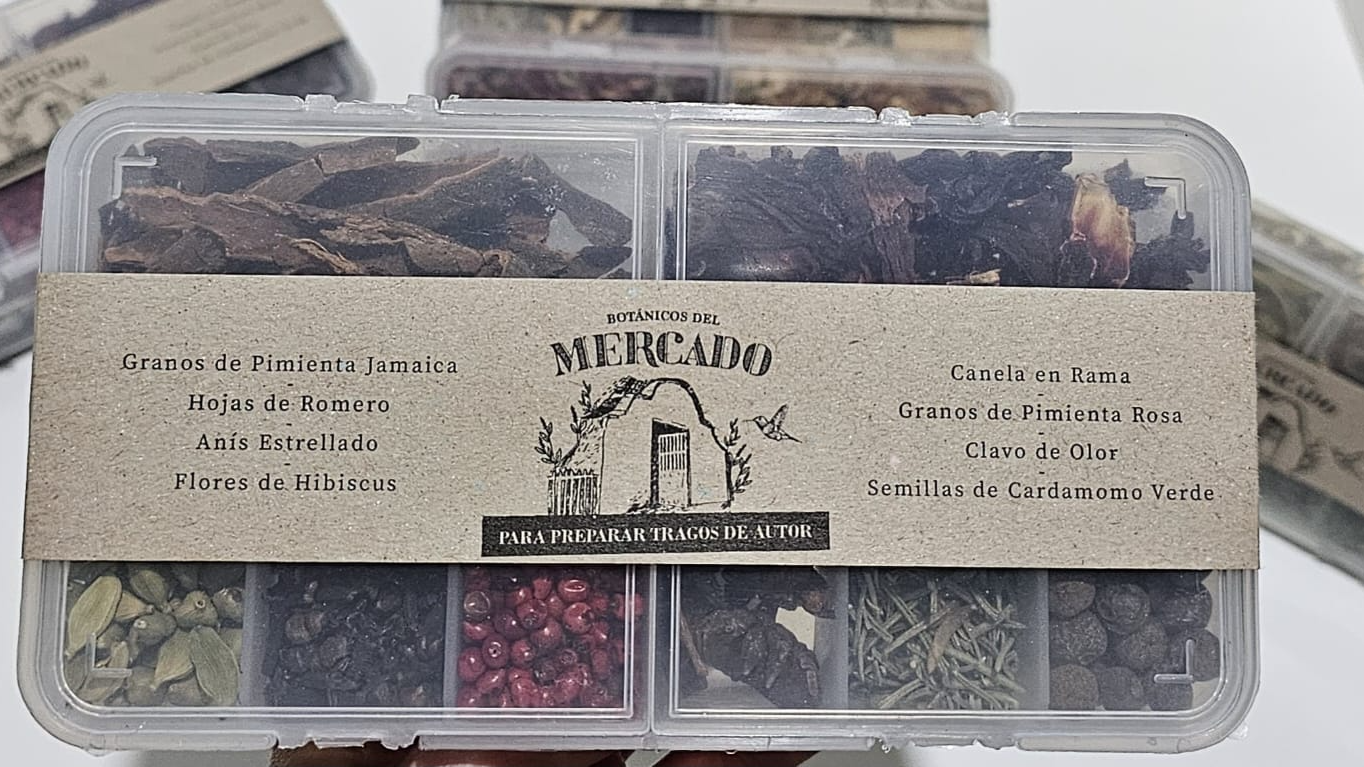 Granos de Pimienta Jamaica
-
Hojas de Romero
-
Anís Estrellado
-
Flores de Hibiscus
BOTÁNICOS DEL
MERCADO
PARA PREPARAR TRAGOS DE AUTOR
Canela en Rama
-
Granos de Pimienta Rosa
-
Clavo de Olor
-
Semillas de Cardamomo Verde